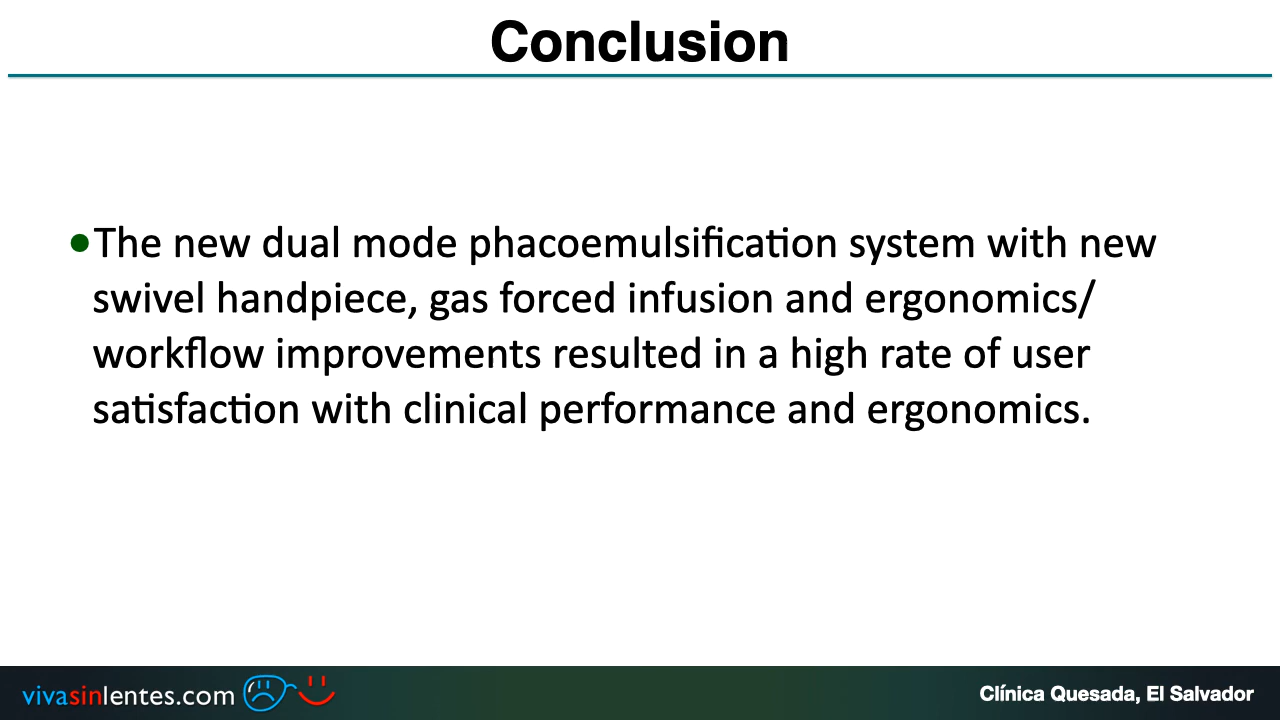 Conclusion
•The new dual mode phacoemulsification system with new
swivel handpiece, gas forced infusion and ergonomics/
workflow improvements resulted in a high rate of user
satisfaction with clinical performance and ergonomics.
vivasinlentes.com
Clínica Quesada, El Salvador